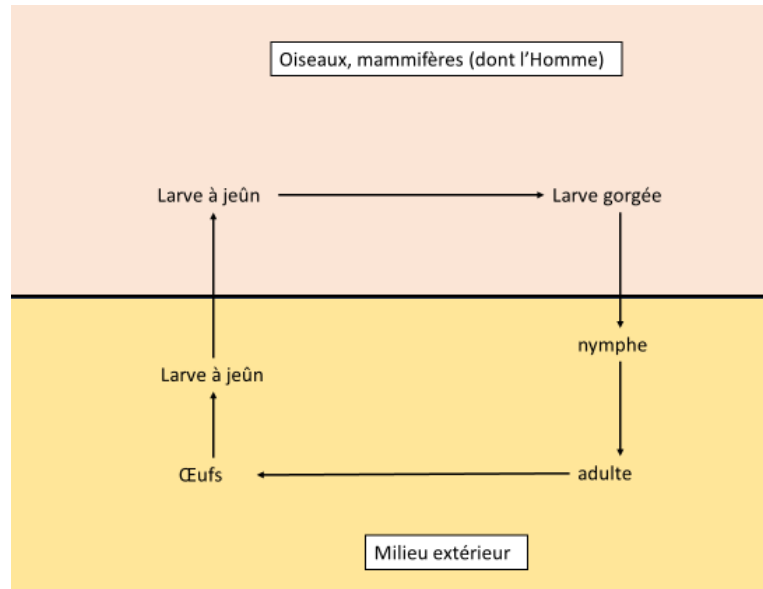 Oiseaux, mammifères (dont l'Homme)
Larve à jeûn
Larve gorgée
nymphe
Larve à jeûn
Œufs
adulte
Milieu extérieur